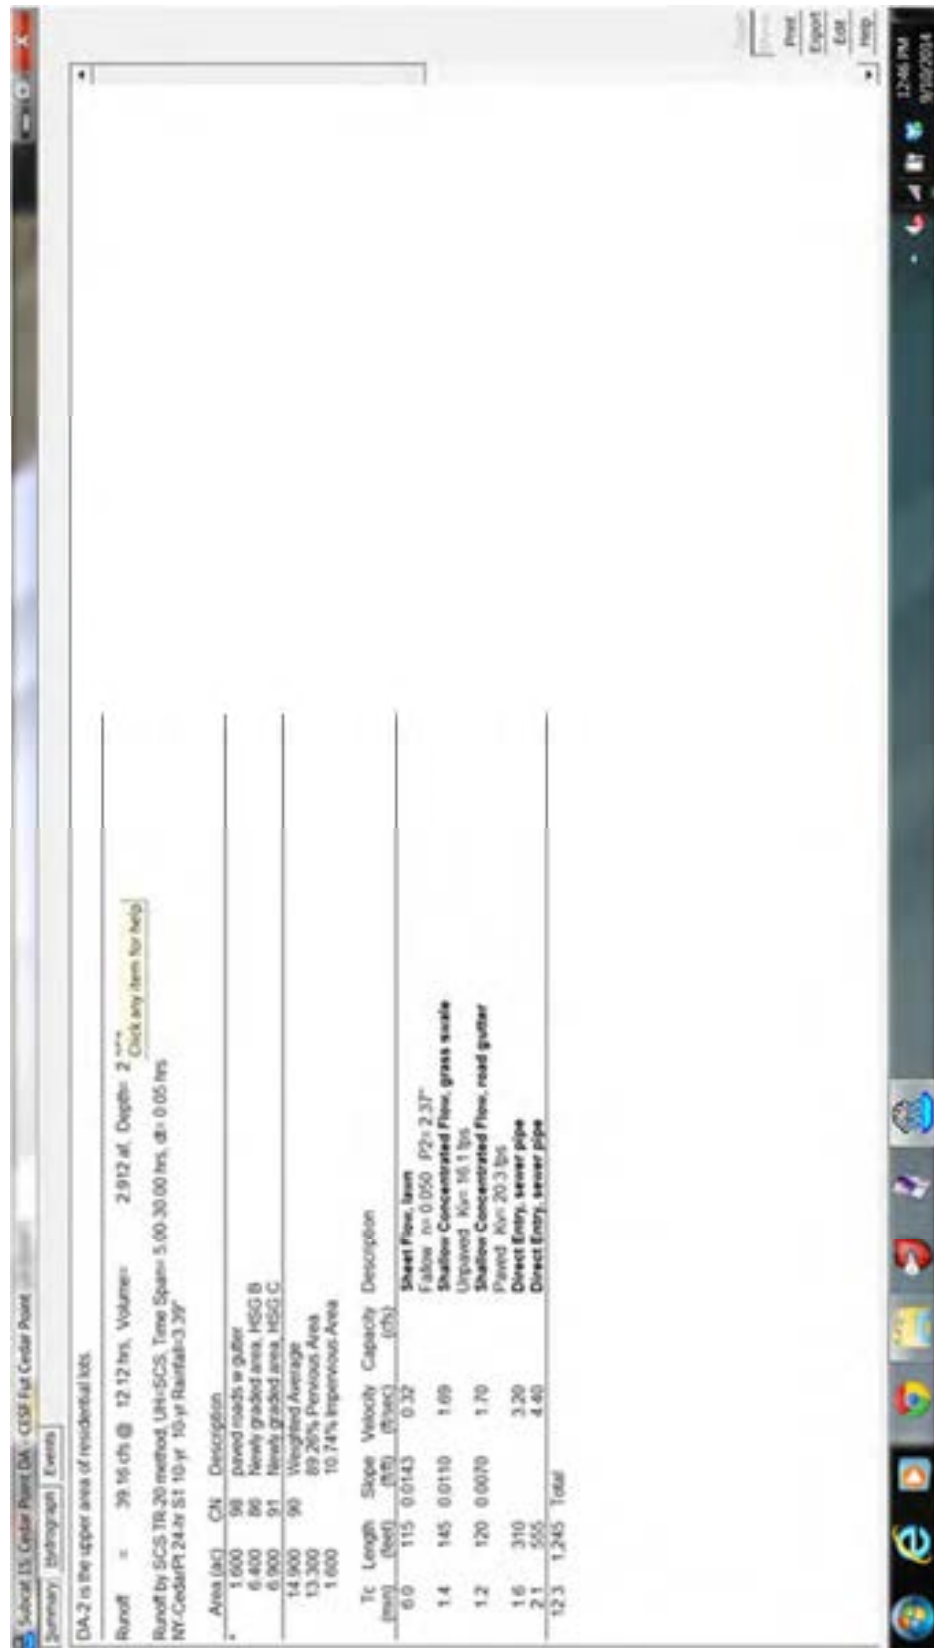 Subcat 1S: Cedar Point DA - CESF Fut Cedar Point
Summary Hydrograph Events
DA-2 is the upper area of residential lots.
Runoff = 39.16 cfs @ 12.12 hrs, Volume= 2.912 af, Depth= 2
Click any item for help
Runoff by SCS TR-20 method, UH=SCS, Time Span= 5.00-30.00 hrs, dt= 0.05 hrs
NY-CedarPt 24-hr S1 10-yr 10-yr Rainfall=3.39"
Area (ac) CN Description
* 1.600 98 paved roads w gutter
6.400 86 Newly graded area, HSG B
6.900 91 Newly graded area, HSG C
14.900 90 Weighted Average
13.300 89.26% Pervious Area
1.600 10.74% Impervious Area
Tc Length Slope Velocity Capacity Description
(min) (feet) (ft/ft) (ft/sec) (cfs)
6.0 115 0.0143 0.32 Sheet Flow, lawn
Fallow n= 0.050 P2= 2.37"
1.4 145 0.0110 1.69 Shallow Concentrated Flow, grass swale
Unpaved Kv= 16.1 fps
1.2 120 0.0070 1.70 Shallow Concentrated Flow, road gutter
Paved Kv= 20.3 fps
1.6 310 3.20 Direct Entry, sewer pipe
2.1 555 4.40 Direct Entry, sewer pipe
12.3 1,245 Total
Print
Export
Edit
Help
12:46 PM
9/10/2014